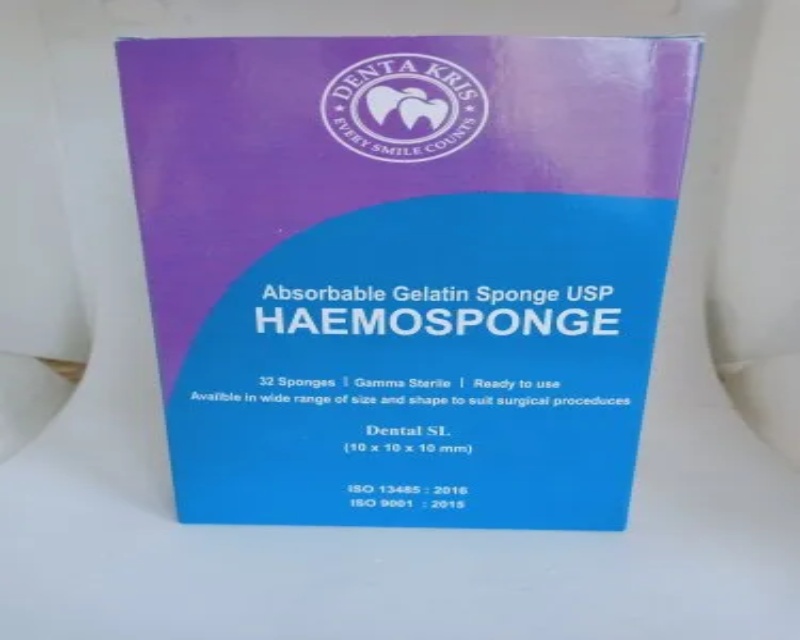 DENTA KRIS
EVERY SMILE COUNTS
Absorbable Gelatin Sponge USP
HAEMOSPONGE
32 Sponges | Gamma Sterile | Ready to use
Availble in wide range of size and shape to suit surgical proceduces
Dental SL
(10 x 10 x 10 mm)
ISO 13485 : 2016
ISO 9001 : 2015